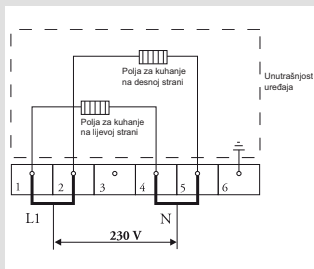 Polja za kuhanje
na desnoj strani
Unutrašnjost
uređaja
Polja za kuhanje
na lijevoj strani
1 2 3 4 5 6
L1 N
230 V